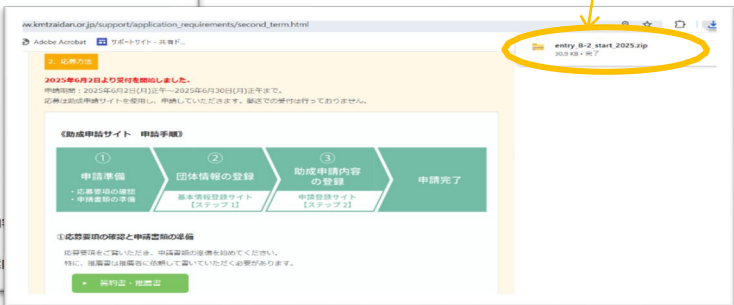 ww.kmtzaidan.or.jp/support/application_requirements/second_term.html
Adobe Acrobat
サポートサイト - 共有ド...
entry_8-2_start_2025.zip
30.9 KB • 完了
2. 応募方法
2025年6月2日より受付を開始しました。
申請期間：2025年6月2日(月)正午～2025年6月30日(月)正午まで。
応募は助成申請サイトを使用し、申請していただきます。郵送での受付は行っておりません。
《助成申請サイト 申請手順》
①
申請準備
・応募要項の確認
・申請書類の準備
②
団体情報の登録
基本情報登録サイト
【ステップ1】
③
助成申請内容
の登録
申請登録サイト
【ステップ2】
申請完了
①応募要項の確認と申請書類の準備
応募要項をご覧いただき、申請書類の準備を始めてください。
特に、推薦書は推薦者に依頼して書いていただく必要があります。
誓約書・推薦書